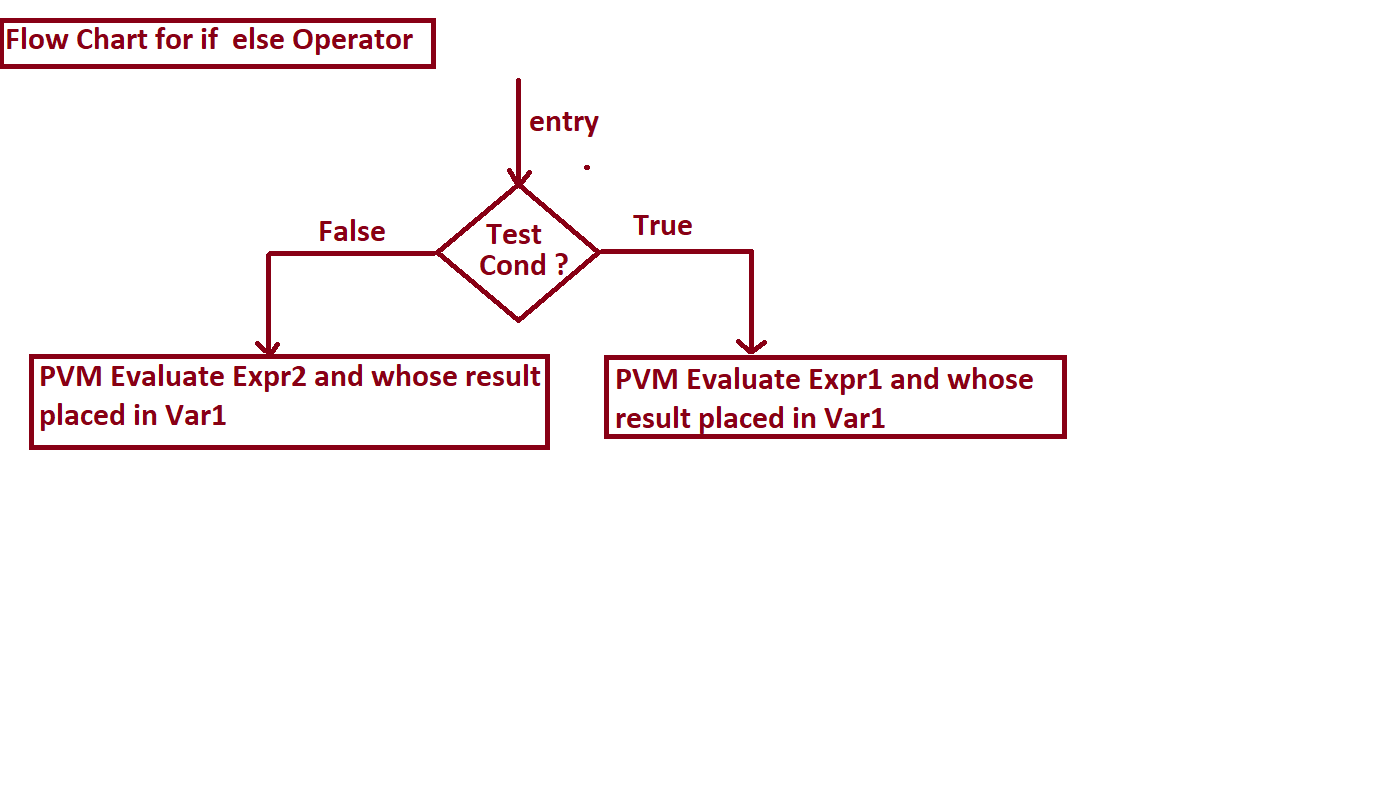 Flow Chart for if  else Operator
entry
False
True
Test
Cond ?
PVM Evaluate Expr2 and whose result
placed in Var1
PVM Evaluate Expr1 and whose
result placed in Var1